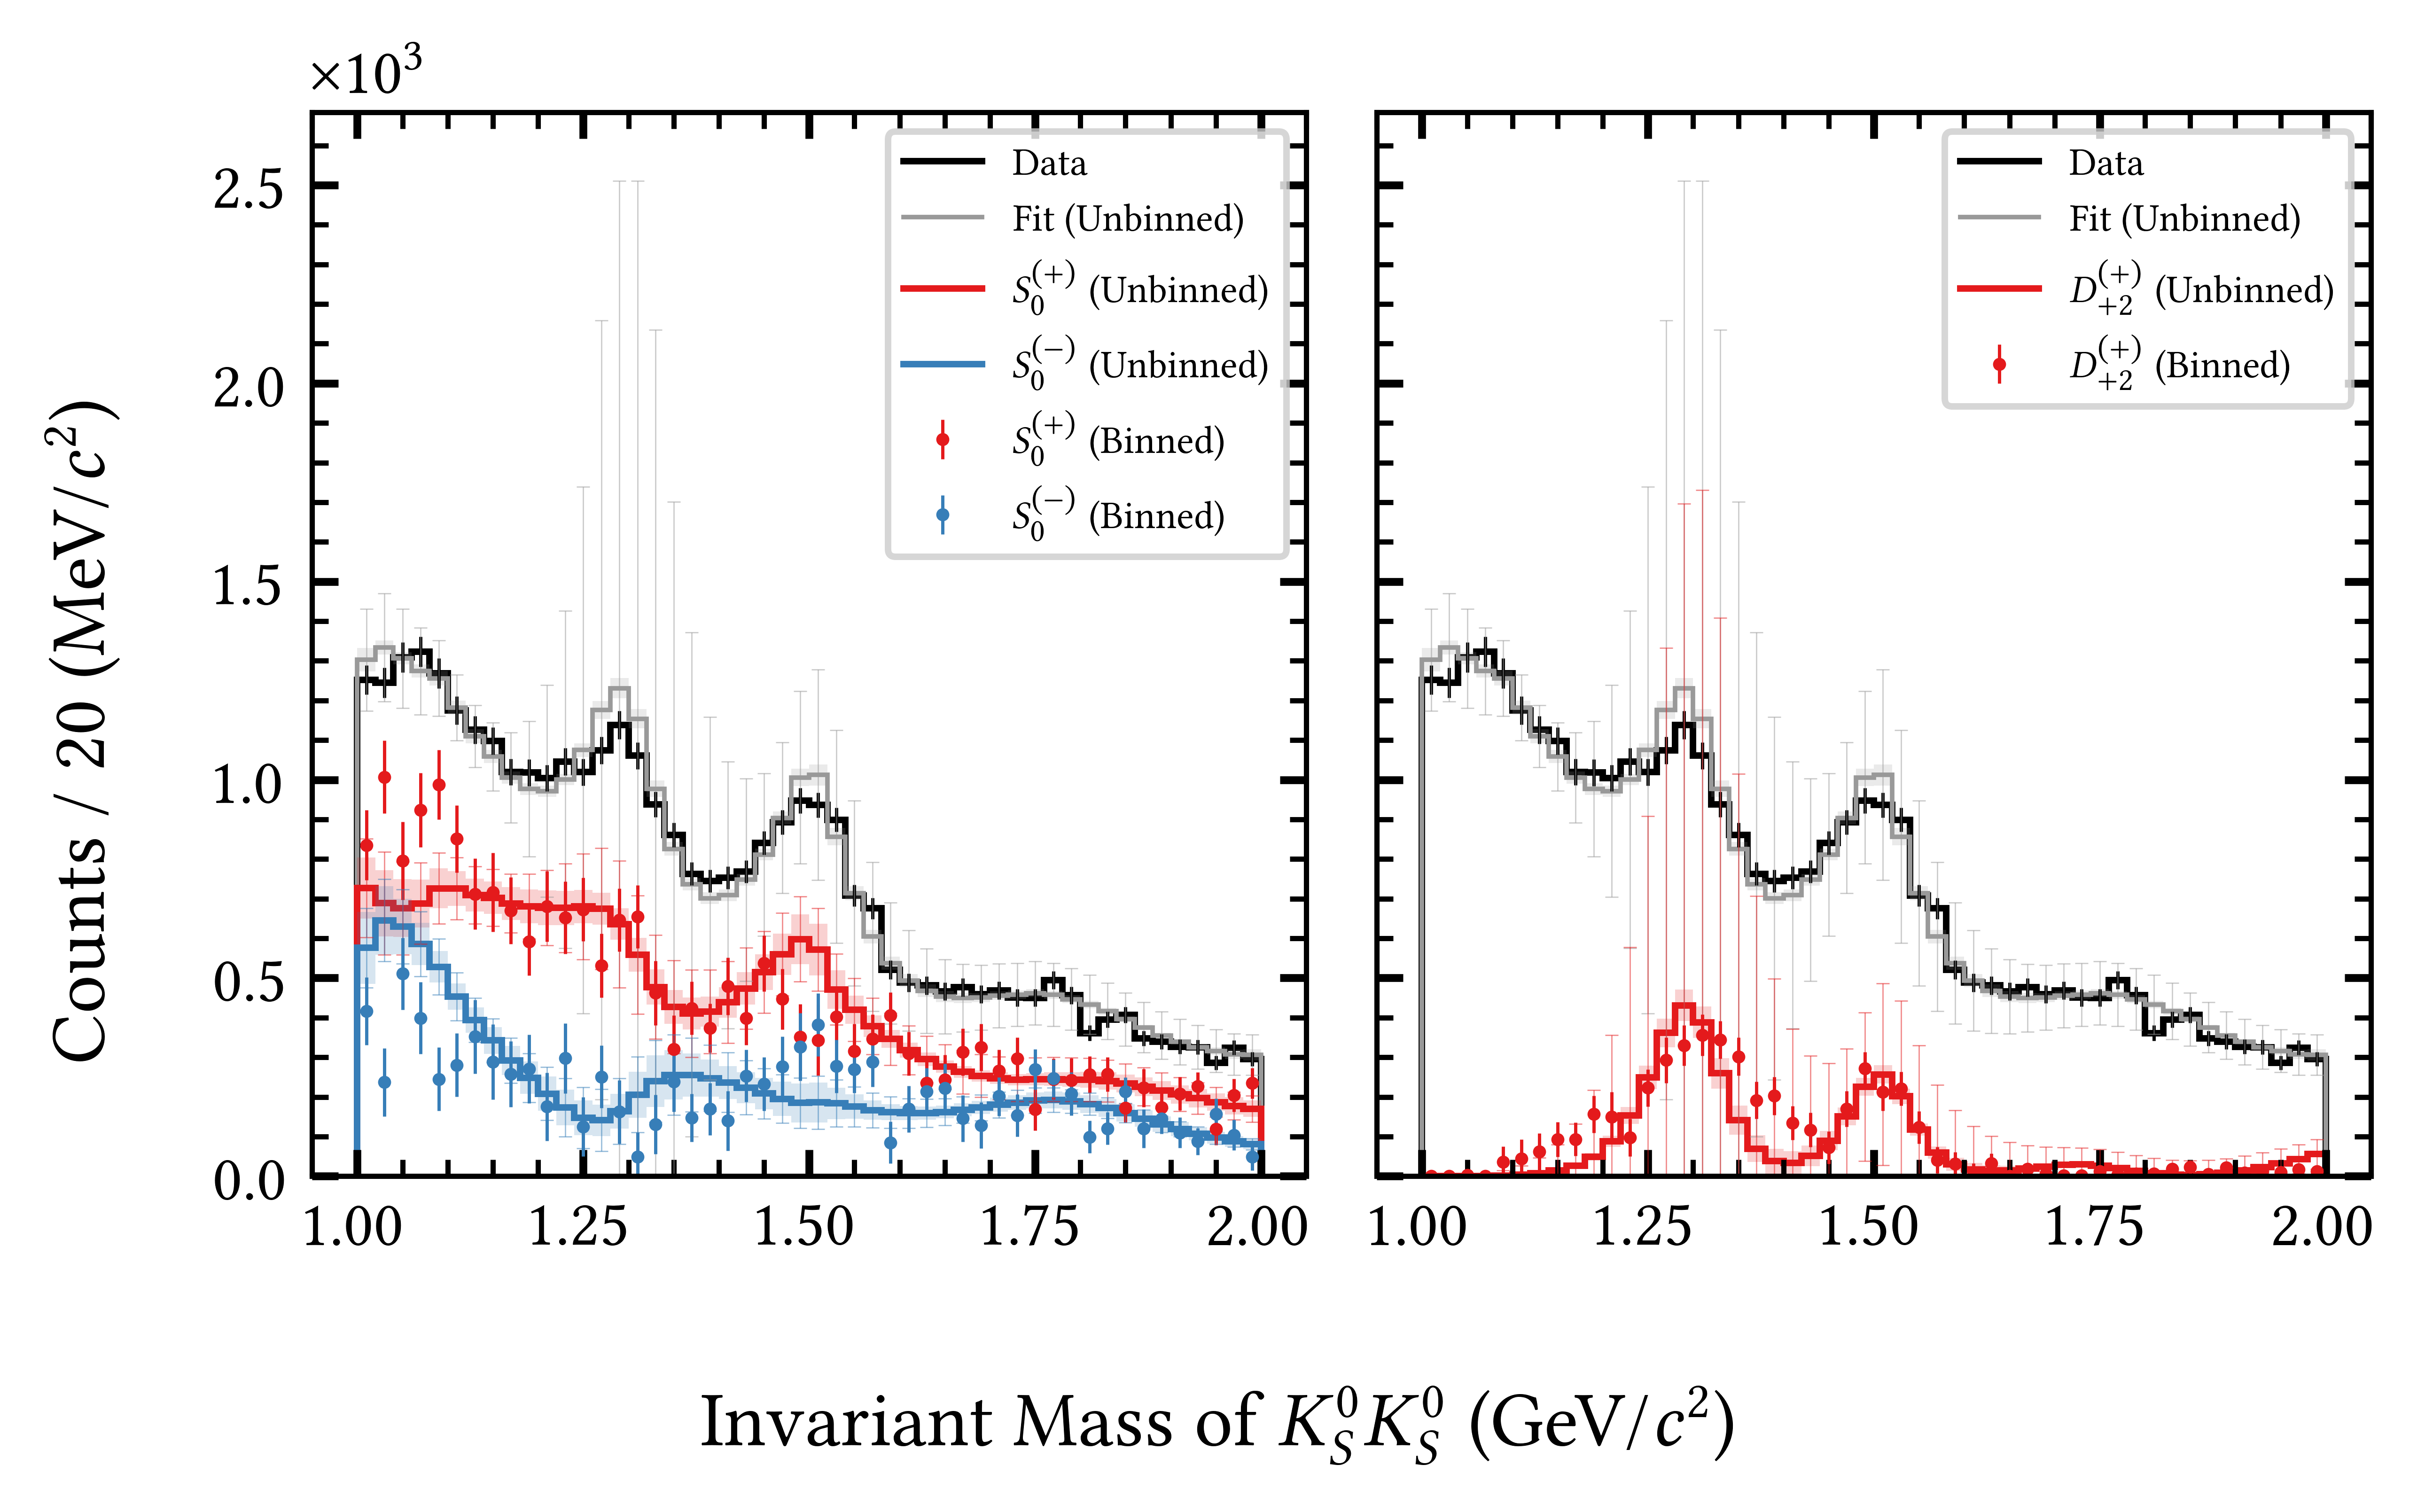 ×10³
Counts / 20 (MeV/c²)
2.5
2.0
1.5
1.0
0.5
0.0
Data
Fit (Unbinned)
S₀⁽⁺⁾ (Unbinned)
S₀⁽⁻⁾ (Unbinned)
S₀⁽⁺⁾ (Binned)
S₀⁽⁻⁾ (Binned)
1.00 1.25 1.50 1.75 2.00
Data
Fit (Unbinned)
D₊₂⁽⁺⁾ (Unbinned)
D₊₂⁽⁺⁾ (Binned)
1.00 1.25 1.50 1.75 2.00
Invariant Mass of K_S⁰K_S⁰ (GeV/c²)